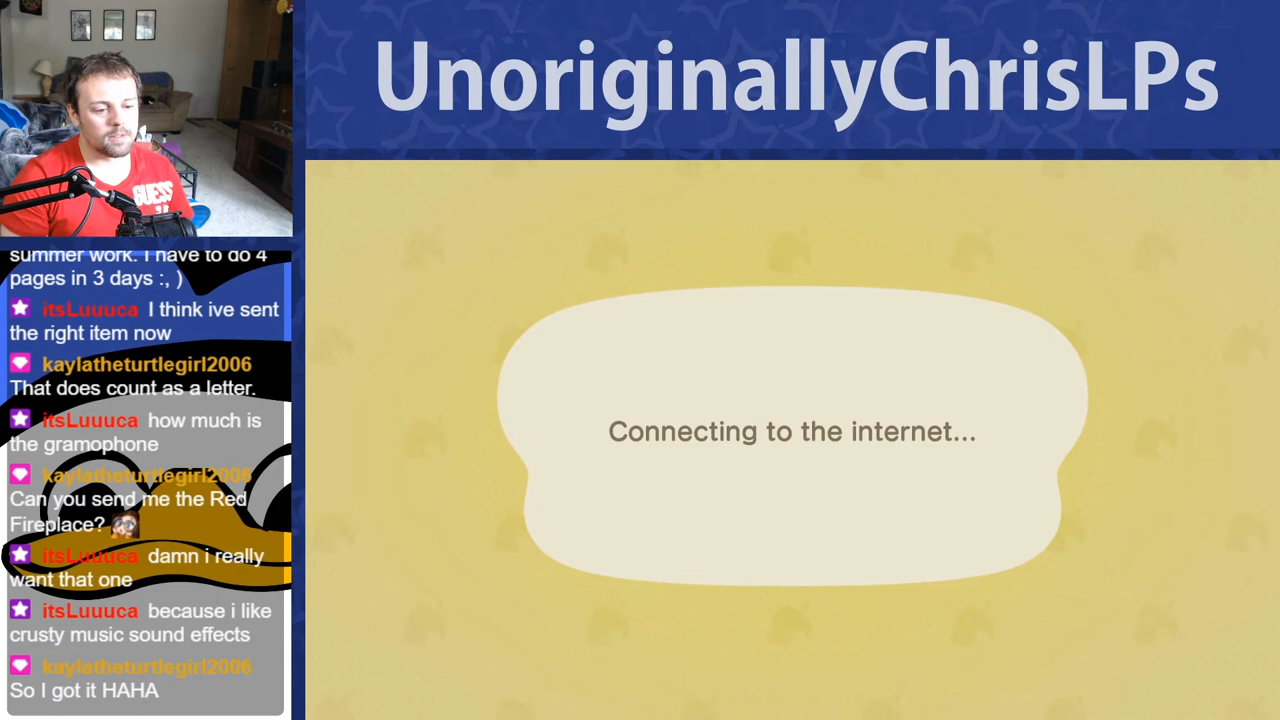 UnoriginallyChrisLPs
GUESS
Connecting to the internet...
summer work. I have to do 4
pages in 3 days :, )
itsLuuuca I think ive sent
the right item now
kaylatheturtlegirl2006
That does count as a letter.
itsLuuuca how much is
the gramophone
kaylatheturtlegirl2006
Can you send me the Red
Fireplace?
itsLuuuca damn i really
want that one
itsLuuuca because i like
crusty music sound effects
kaylatheturtlegirl2006
So I got it HAHA